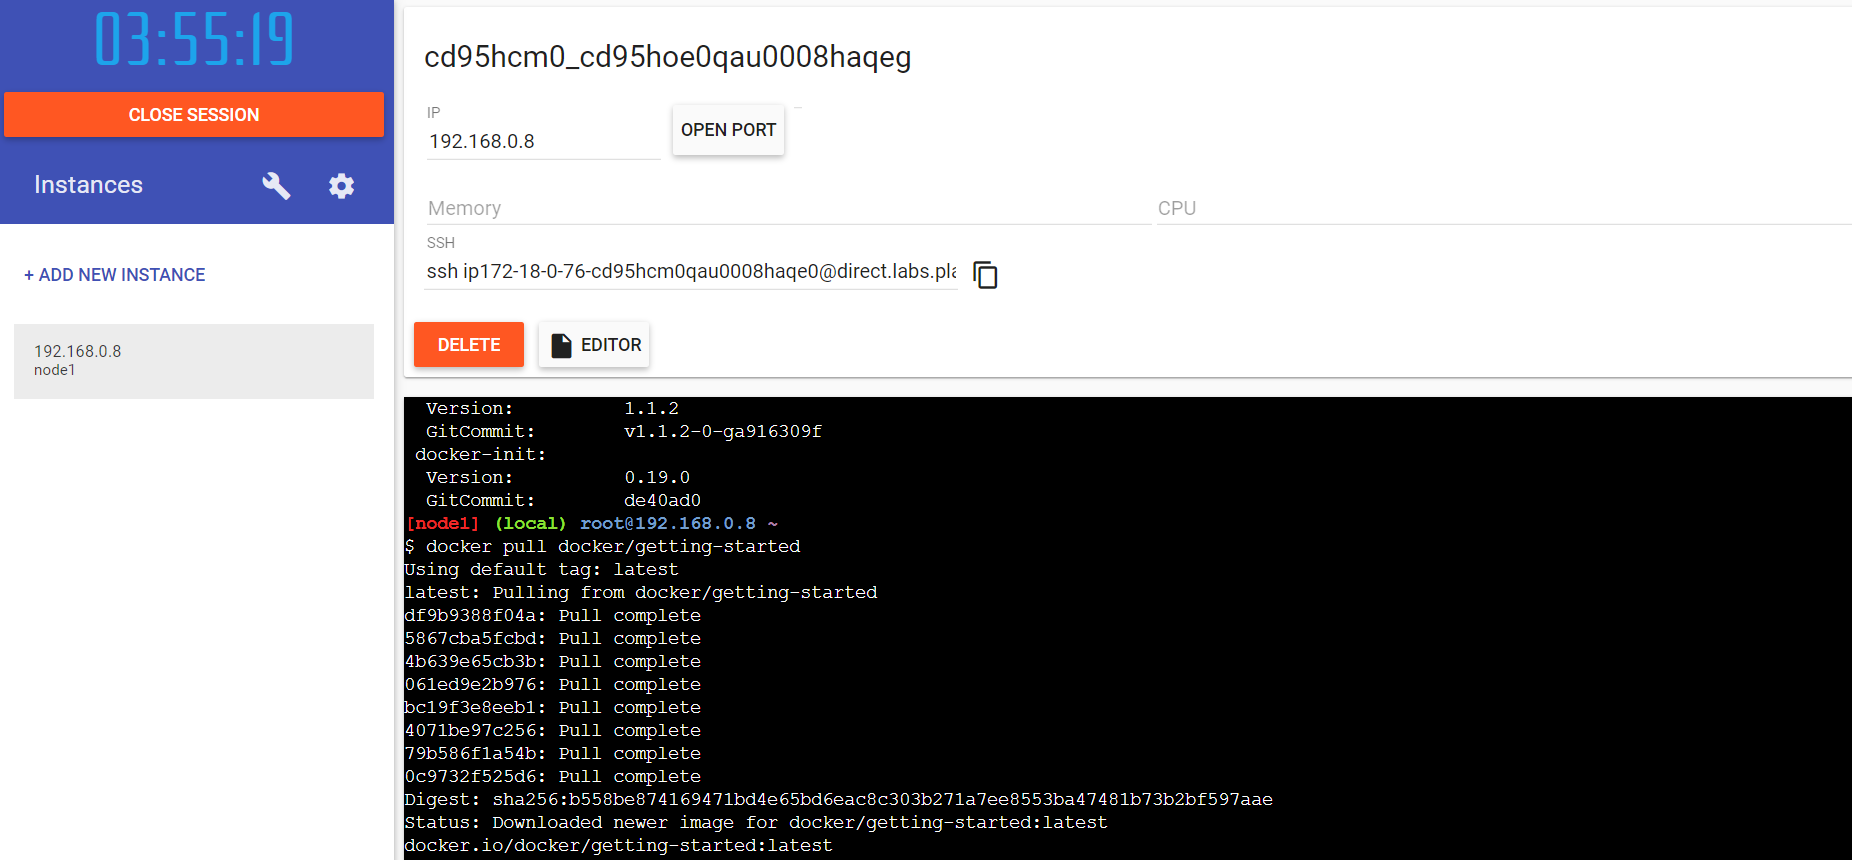 03:55:19
CLOSE SESSION
Instances
+ ADD NEW INSTANCE
192.168.0.8
node1
cd95hcm0_cd95hoe0qau0008haqeg
IP
192.168.0.8
OPEN PORT
Memory
CPU
SSH
ssh ip172-18-0-76-cd95hcm0qau0008haqe0@direct.labs.pla
DELETE
EDITOR
Version: 1.1.2
GitCommit: v1.1.2-0-ga916309f
docker-init:
Version: 0.19.0
GitCommit: de40ad0
[node1] (local) root@192.168.0.8 ~
$ docker pull docker/getting-started
Using default tag: latest
latest: Pulling from docker/getting-started
df9b9388f04a: Pull complete
5867cba5fcbd: Pull complete
4b639e65cb3b: Pull complete
061ed9e2b976: Pull complete
bc19f3e8eeb1: Pull complete
4071be97c256: Pull complete
79b586f1a54b: Pull complete
0c9732f525d6: Pull complete
Digest: sha256:b558be874169471bd4e65bd6eac8c303b271a7ee8553ba47481b73b2bf597aae
Status: Downloaded newer image for docker/getting-started:latest
docker.io/docker/getting-started:latest